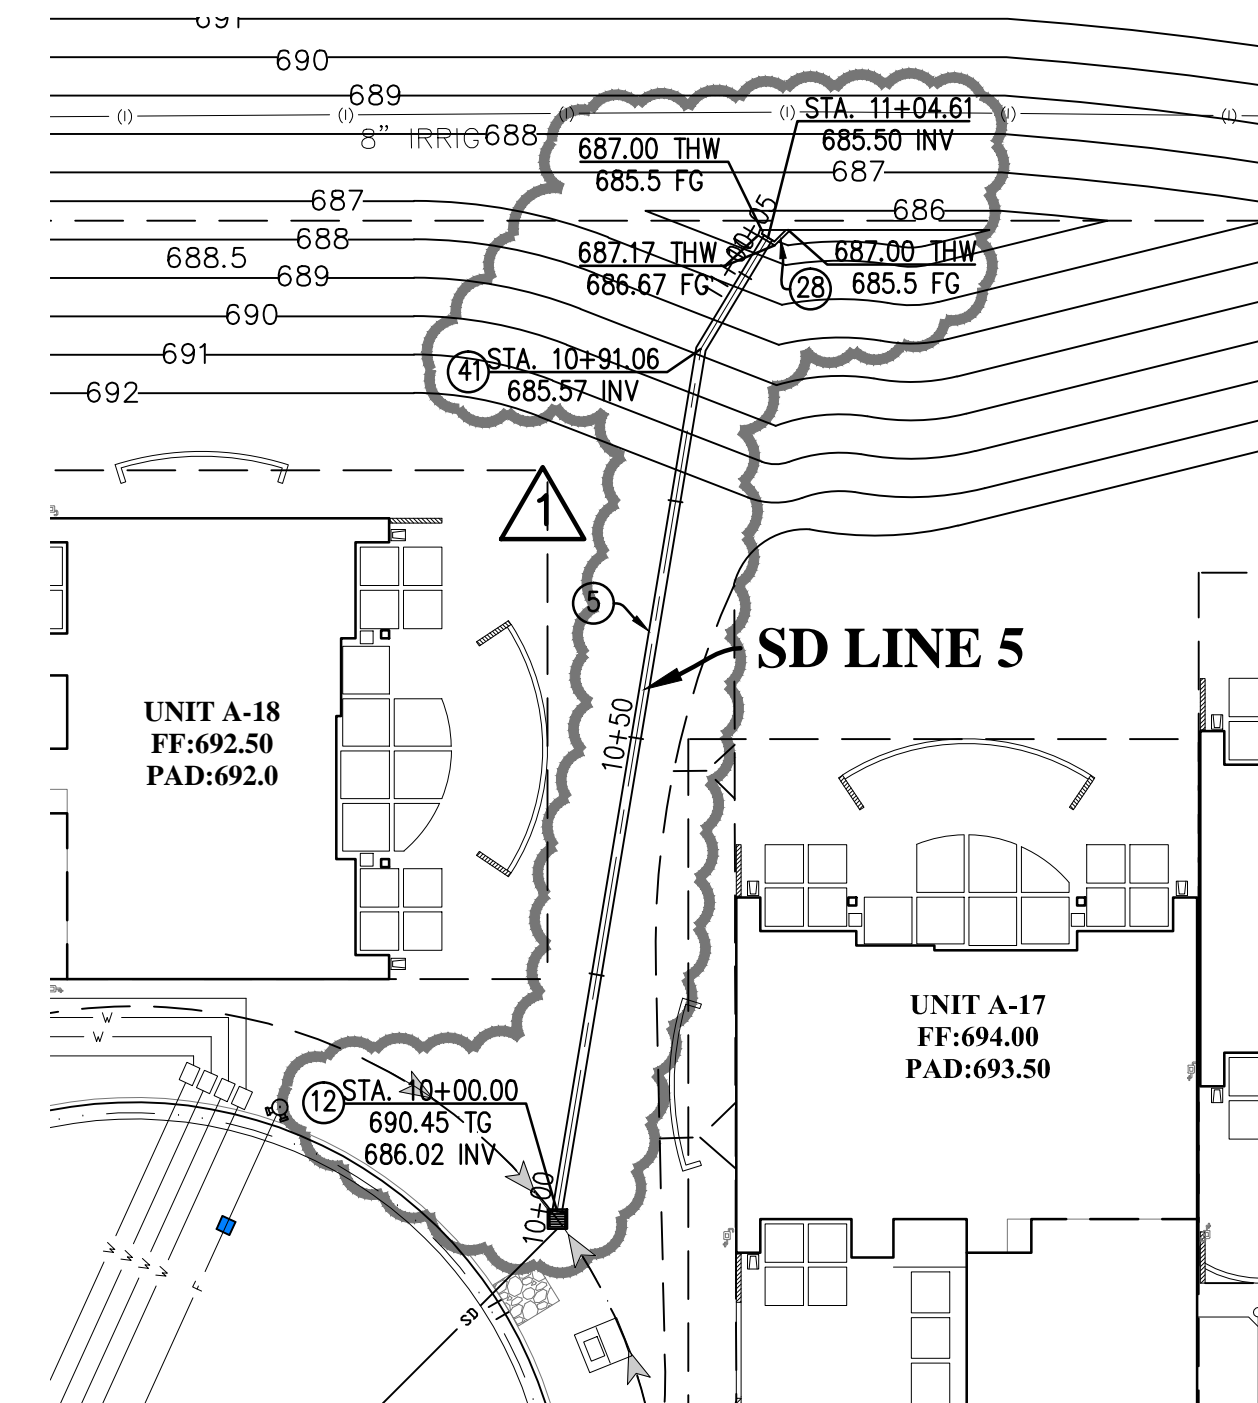 691
690
689
(I) (I) (I) (I) (I) (I)
8" IRRIG
688
STA. 11+04.61
685.50 INV
687.00 THW
685.5 FG
687
687
686
688
688.5
689
687.17 THW
686.67 FG
687.00 THW
685.5 FG
28
690
691
692
41
STA. 10+91.06
685.57 INV
1
5
SD LINE 5
10+50
UNIT A-18
FF:692.50
PAD:692.0
UNIT A-17
FF:694.00
PAD:693.50
W
W
12
STA. 10+00.00
690.45 TG
686.02 INV
10+00
W
W
W
W
F
SD